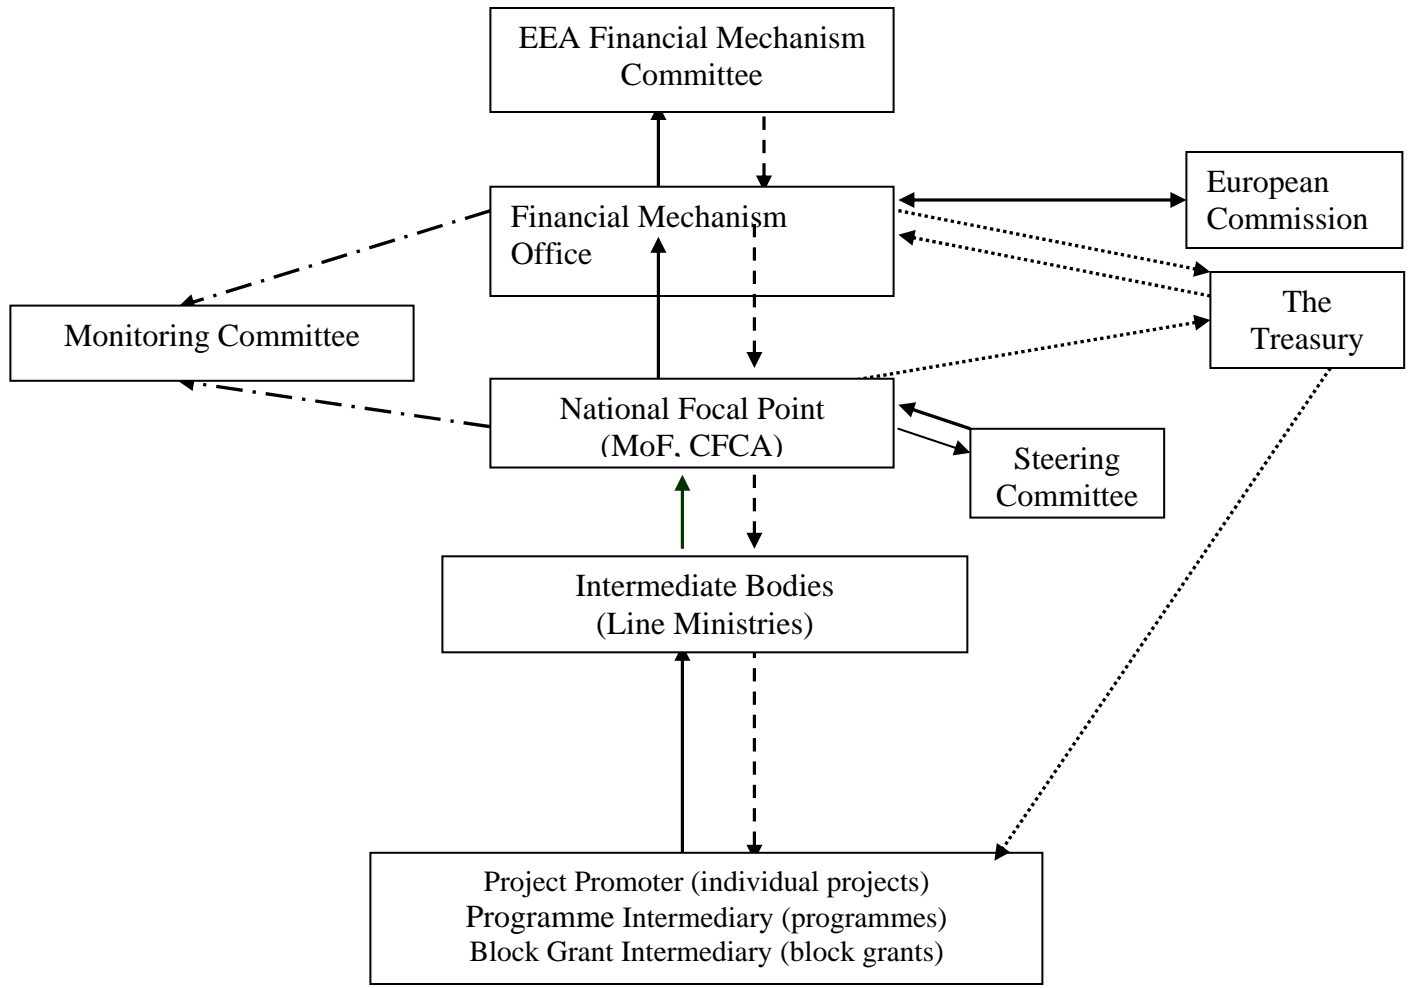 EEA Financial Mechanism
Committee
European
Commission
Financial Mechanism
Office
The
Treasury
Monitoring Committee
National Focal Point
(MoF, CFCA)
Steering
Committee
Intermediate Bodies
(Line Ministries)
Project Promoter (individual projects)
Programme Intermediary (programmes)
Block Grant Intermediary (block grants)